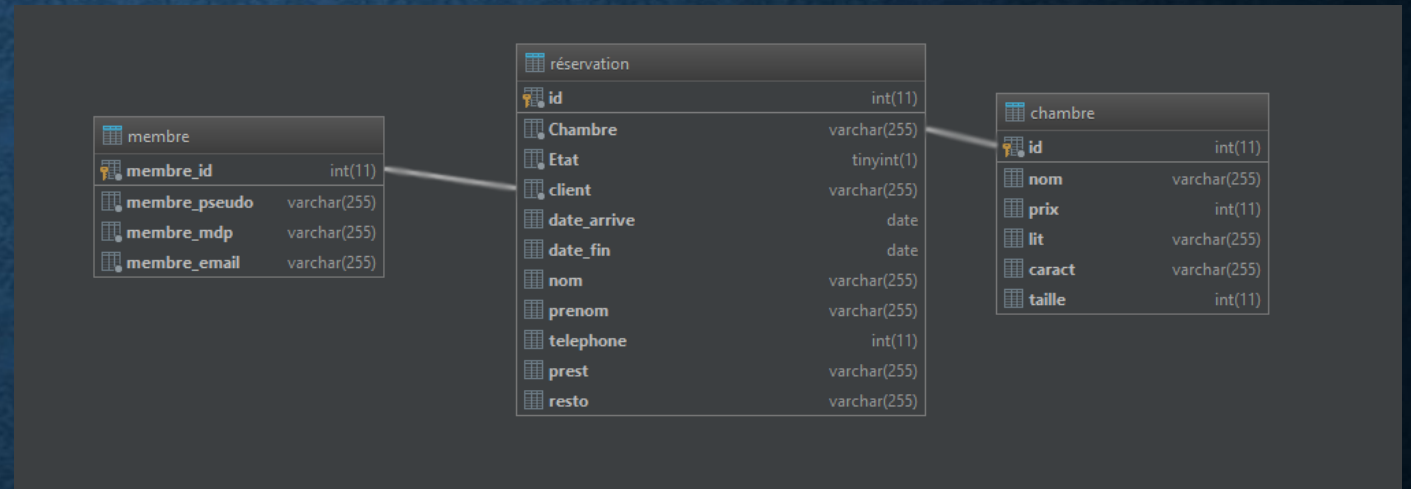 membre
membre_id int(11)
membre_pseudo varchar(255)
membre_mdp varchar(255)
membre_email varchar(255)
réservation
id int(11)
Chambre varchar(255)
Etat tinyint(1)
client varchar(255)
date_arrive date
date_fin date
nom varchar(255)
prenom varchar(255)
telephone int(11)
prest varchar(255)
resto varchar(255)
chambre
id int(11)
nom varchar(255)
prix int(11)
lit varchar(255)
caract varchar(255)
taille int(11)